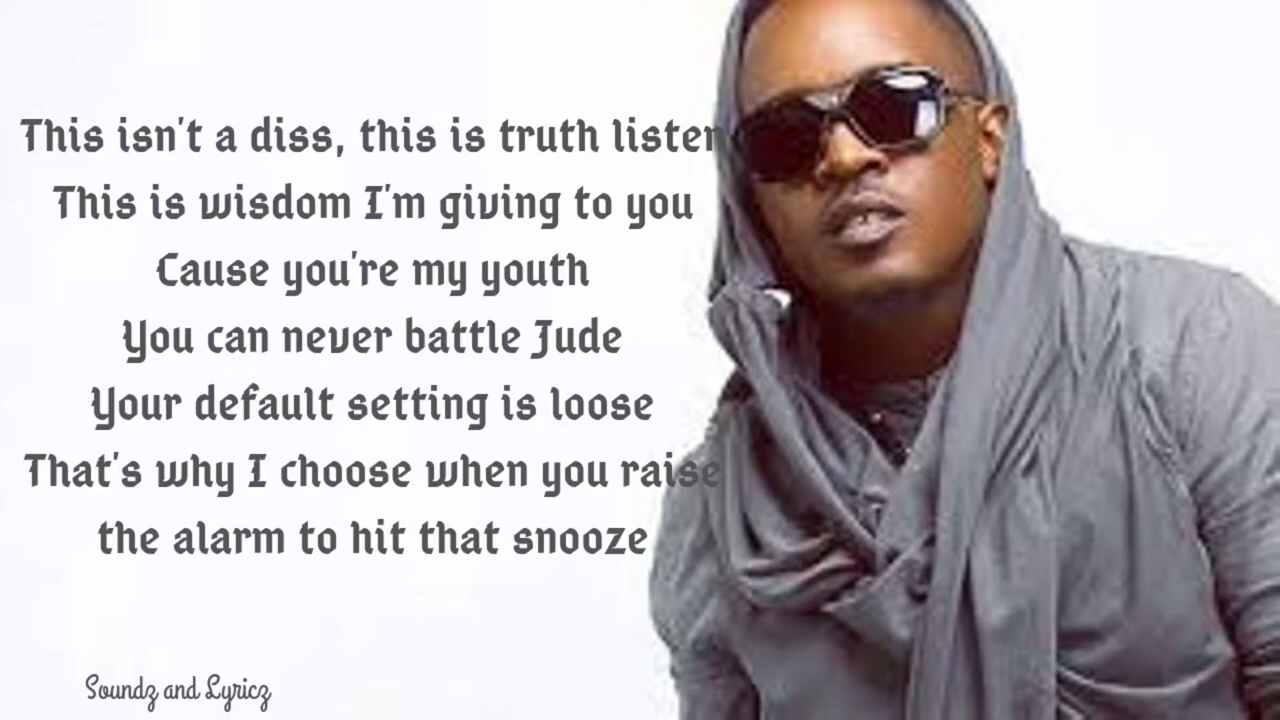 This isn't a diss, this is truth listen
This is wisdom I'm giving to you
Cause you're my youth
You can never battle Jude
Your default setting is loose
That's why I choose when you raise
the alarm to hit that snooze
Soundz and Lyricz